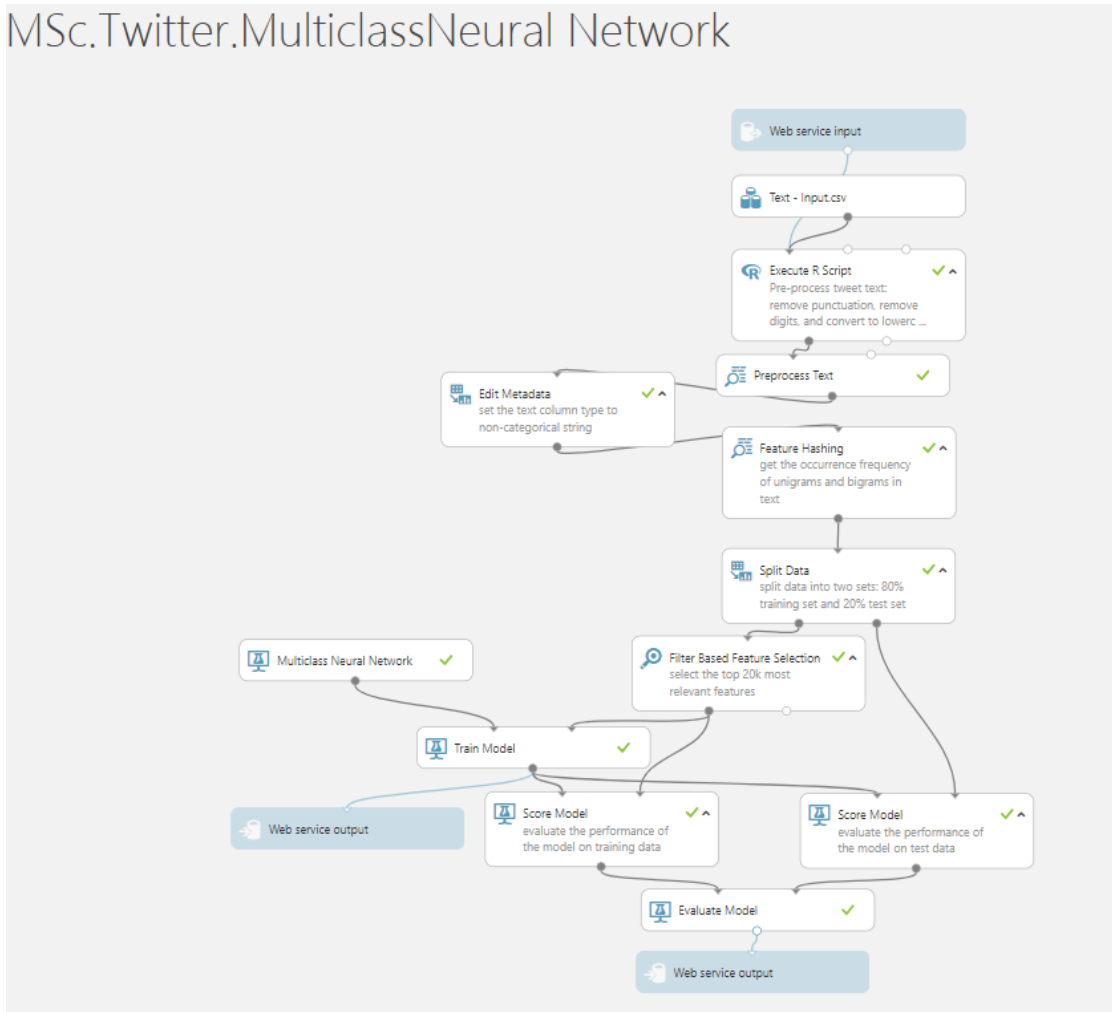 MSc.Twitter.MulticlassNeural Network
Web service input
Text - Input.csv
Execute R Script
Pre-process tweet text:
remove punctuation, remove
digits, and convert to lowerc ...
Preprocess Text
Edit Metadata
set the text column type to
non-categorical string
Feature Hashing
get the occurrence frequency
of unigrams and bigrams in
text
Split Data
split data into two sets: 80%
training set and 20% test set
Multiclass Neural Network
Filter Based Feature Selection
select the top 20k most
relevant features
Train Model
Web service output
Score Model
evaluate the performance of
the model on training data
Score Model
evaluate the performance of
the model on test data
Evaluate Model
Web service output